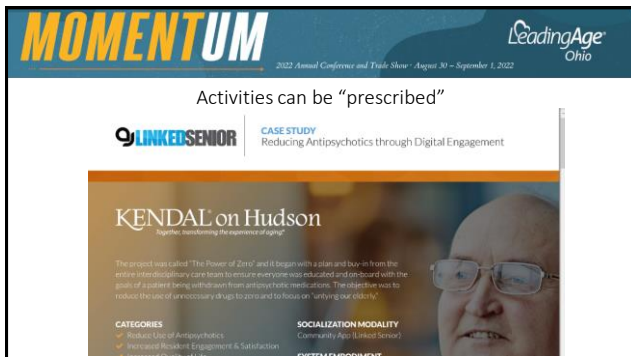 MOMENTUM
LeadingAge®
Ohio
2022 Annual Conference and Trade Show · August 30 – September 1, 2022
Activities can be “prescribed”
LINKEDSENIOR
CASE STUDY
Reducing Antipsychotics through Digital Engagement
KENDAL on Hudson
Together, transforming the experience of aging®
The project was called "The Power of Zero" and it began with a plan and buy-in from the
entire interdisciplinary care team to ensure everyone was educated and on-board with the
goals of a patient being withdrawn from antipsychotic medications. The objective was to
reduce the use of unnecessary drugs to zero and to focus on "untying our elderly."
CATEGORIES
Reduce Use of Antipsychotics
Increased Resident Engagement & Satisfaction
SOCIALIZATION MODALITY
Community App (Linked Senior)
SYSTEM EMBODIMENT